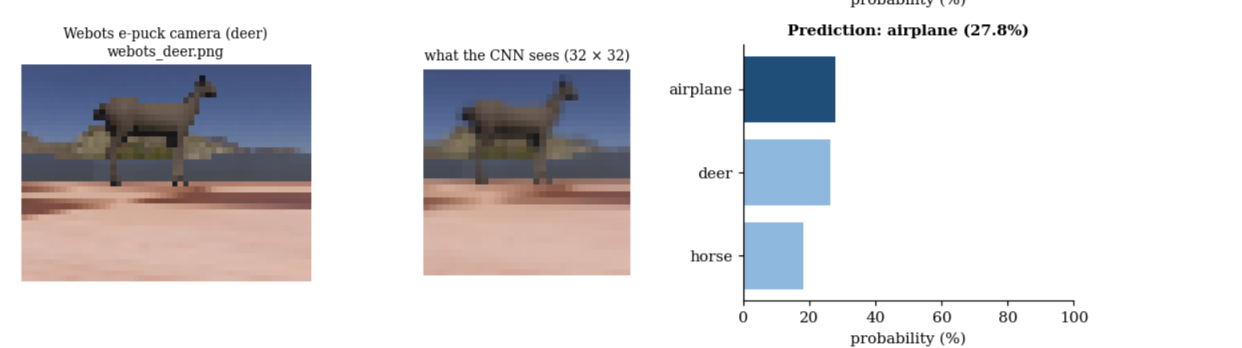 probability (%)
Webots e-puck camera (deer)
webots_deer.png
what the CNN sees (32 × 32)
Prediction: airplane (27.8%)
airplane
deer
horse
0 20 40 60 80 100
probability (%)